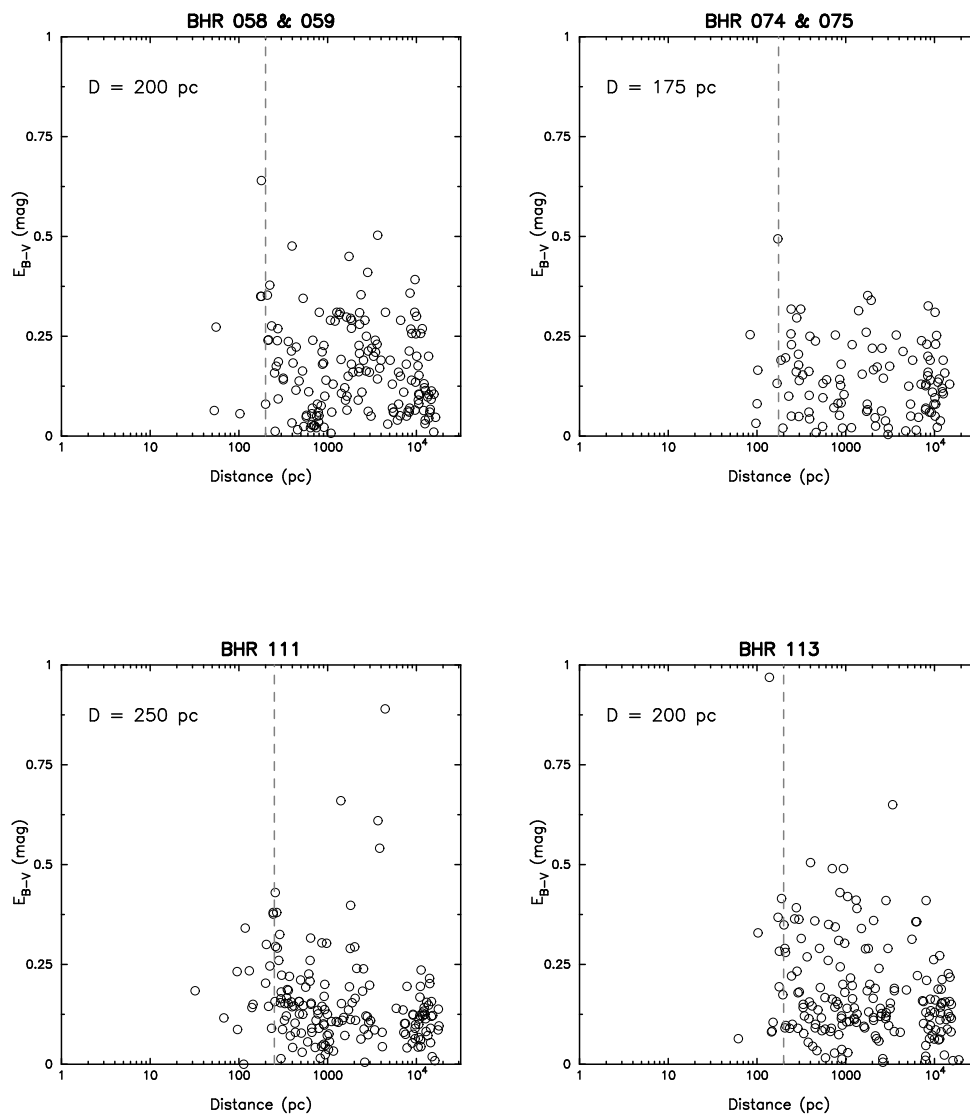 BHR 058 & 059
1
0.75
0.5
0.25
0
E_B−V (mag)
D = 200 pc
1 10 100 1000 10^4
Distance (pc)
BHR 074 & 075
1
0.75
0.5
0.25
0
E_B−V (mag)
D = 175 pc
1 10 100 1000 10^4
Distance (pc)
BHR 111
1
0.75
0.5
0.25
0
E_B−V (mag)
D = 250 pc
1 10 100 1000 10^4
Distance (pc)
BHR 113
1
0.75
0.5
0.25
0
E_B−V (mag)
D = 200 pc
1 10 100 1000 10^4
Distance (pc)